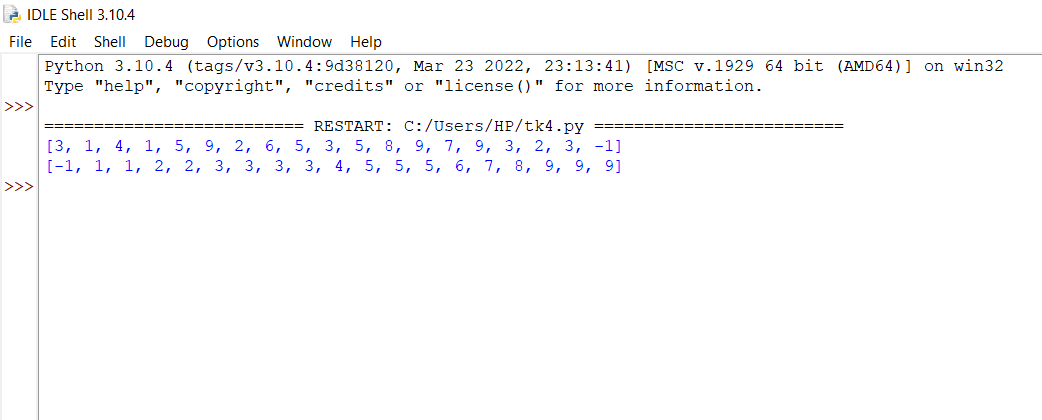 IDLE Shell 3.10.4
File Edit Shell Debug Options Window Help
Python 3.10.4 (tags/v3.10.4:9d38120, Mar 23 2022, 23:13:41) [MSC v.1929 64 bit (AMD64)] on win32
Type "help", "copyright", "credits" or "license()" for more information.
>>>
========================== RESTART: C:/Users/HP/tk4.py =========================
[3, 1, 4, 1, 5, 9, 2, 6, 5, 3, 5, 8, 9, 7, 9, 3, 2, 3, -1]
[-1, 1, 1, 2, 2, 3, 3, 3, 3, 4, 5, 5, 5, 6, 7, 8, 9, 9, 9]
>>>